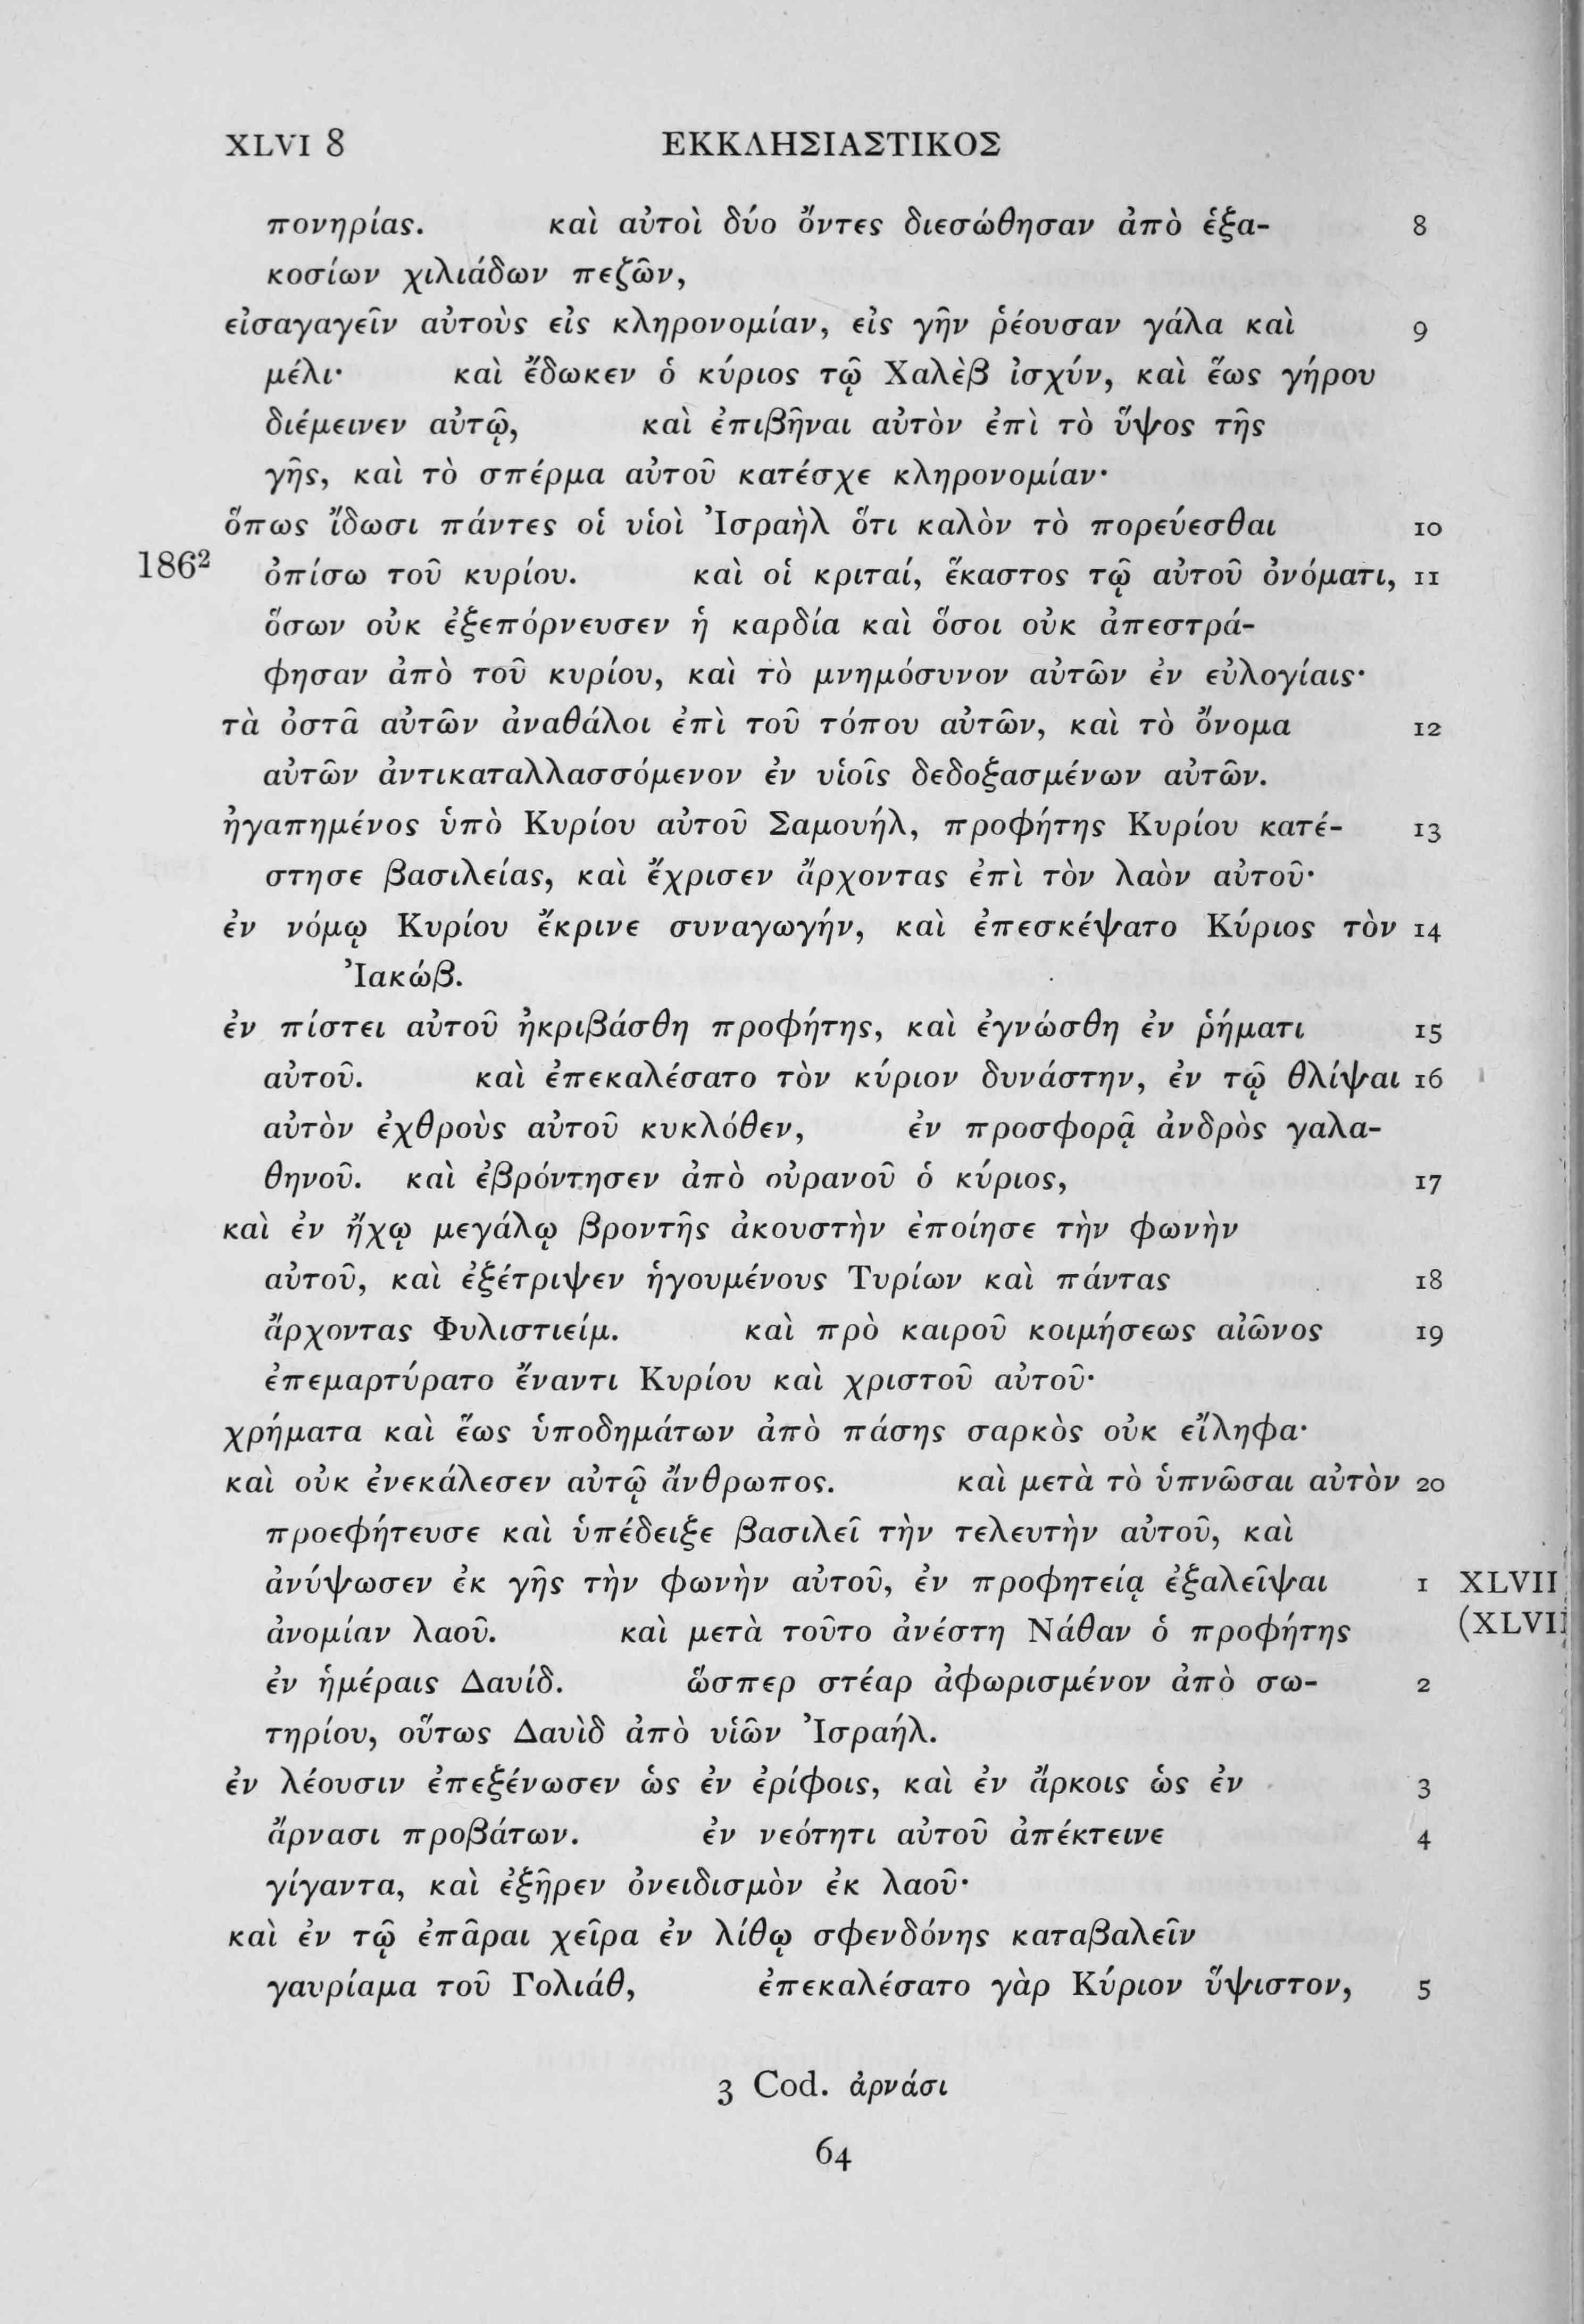 XLVI 8 ΕΚΚΛΗΣΙΑΣΤΙΚΟΣ
πονηρίας. καὶ αὐτοὶ δύο ὄντες διεσώθησαν ἀπὸ ἑξα- 8
κοσίων χιλιάδων πεζῶν,
εἰσαγαγεῖν αὐτοὺς εἰς κληρονομίαν, εἰς γῆν ῥέουσαν γάλα καὶ 9
μέλι· καὶ ἔδωκεν ὁ κύριος τῷ Χαλὲβ ἰσχύν, καὶ ἕως γήρου
διέμεινεν αὐτῷ, καὶ ἐπιβῆναι αὐτὸν ἐπὶ τὸ ὕψος τῆς
γῆς, καὶ τὸ σπέρμα αὐτοῦ κατέσχε κληρονομίαν·
ὅπως ἴδωσι πάντες οἱ υἱοὶ Ἰσραὴλ ὅτι καλὸν τὸ πορεύεσθαι 10
186² ὀπίσω τοῦ κυρίου. καὶ οἱ κριταί, ἕκαστος τῷ αὐτοῦ ὀνόματι, 11
ὅσων οὐκ ἐξεπόρνευσεν ἡ καρδία καὶ ὅσοι οὐκ ἀπεστρά-
φησαν ἀπὸ τοῦ κυρίου, καὶ τὸ μνημόσυνον αὐτῶν ἐν εὐλογίαις·
τὰ ὀστᾶ αὐτῶν ἀναθάλοι ἐπὶ τοῦ τόπου αὐτῶν, καὶ τὸ ὄνομα 12
αὐτῶν ἀντικαταλλασσόμενον ἐν υἱοῖς δεδοξασμένων αὐτῶν.
ἠγαπημένος ὑπὸ Κυρίου αὐτοῦ Σαμουήλ, προφήτης Κυρίου κατέ- 13
στησε βασιλείας, καὶ ἔχρισεν ἄρχοντας ἐπὶ τὸν λαὸν αὐτοῦ·
ἐν νόμῳ Κυρίου ἔκρινε συναγωγήν, καὶ ἐπεσκέψατο Κύριος τὸν 14
Ἰακώβ.
ἐν πίστει αὐτοῦ ἠκριβάσθη προφήτης, καὶ ἐγνώσθη ἐν ῥήματι 15
αὐτοῦ. καὶ ἐπεκαλέσατο τὸν κύριον δυνάστην, ἐν τῷ θλίψαι 16
αὐτὸν ἐχθροὺς αὐτοῦ κυκλόθεν, ἐν προσφορᾷ ἀνδρὸς γαλα-
θηνοῦ. καὶ ἐβρόντησεν ἀπὸ οὐρανοῦ ὁ κύριος, 17
καὶ ἐν ἤχῳ μεγάλῳ βροντῆς ἀκουστὴν ἐποίησε τὴν φωνὴν
αὐτοῦ, καὶ ἐξέτριψεν ἡγουμένους Τυρίων καὶ πάντας 18
ἄρχοντας Φυλιστιείμ. καὶ πρὸ καιροῦ κοιμήσεως αἰῶνος 19
ἐπεμαρτύρατο ἔναντι Κυρίου καὶ χριστοῦ αὐτοῦ·
χρήματα καὶ ἕως ὑποδημάτων ἀπὸ πάσης σαρκὸς οὐκ εἴληφα·
καὶ οὐκ ἐνεκάλεσεν αὐτῷ ἄνθρωπος. καὶ μετὰ τὸ ὑπνῶσαι αὐτὸν 20
προεφήτευσε καὶ ὑπέδειξε βασιλεῖ τὴν τελευτὴν αὐτοῦ, καὶ
ἀνύψωσεν ἐκ γῆς τὴν φωνὴν αὐτοῦ, ἐν προφητείᾳ ἐξαλεῖψαι 1 XLVII
ἀνομίαν λαοῦ. καὶ μετὰ τοῦτο ἀνέστη Νάθαν ὁ προφήτης (XLVI
ἐν ἡμέραις Δαυίδ. ὥσπερ στέαρ ἀφωρισμένον ἀπὸ σω- 2
τηρίου, οὕτως Δαυὶδ ἀπὸ υἱῶν Ἰσραήλ.
ἐν λέουσιν ἐπεξένωσεν ὡς ἐν ἐρίφοις, καὶ ἐν ἄρκοις ὡς ἐν 3
ἄρνασι προβάτων. ἐν νεότητι αὐτοῦ ἀπέκτεινε 4
γίγαντα, καὶ ἐξῆρεν ὀνειδισμὸν ἐκ λαοῦ·
καὶ ἐν τῷ ἐπᾶραι χεῖρα ἐν λίθῳ σφενδόνης καταβαλεῖν
γαυρίαμα τοῦ Γολιάθ, ἐπεκαλέσατο γὰρ Κύριον ὕψιστον, 5
3 Cod. ἀρνάσι
64